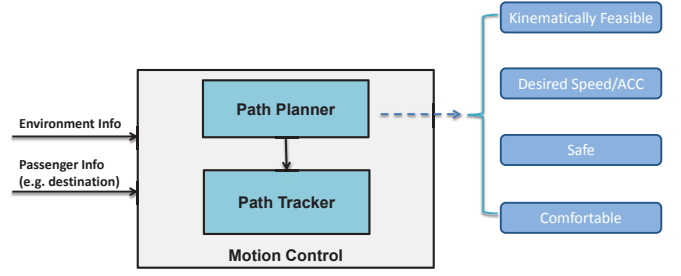 Kinematically Feasible
Path Planner
Desired Speed/ACC
Environment Info
Passenger Info
(e.g. destination)
Safe
Path Tracker
Comfortable
Motion Control